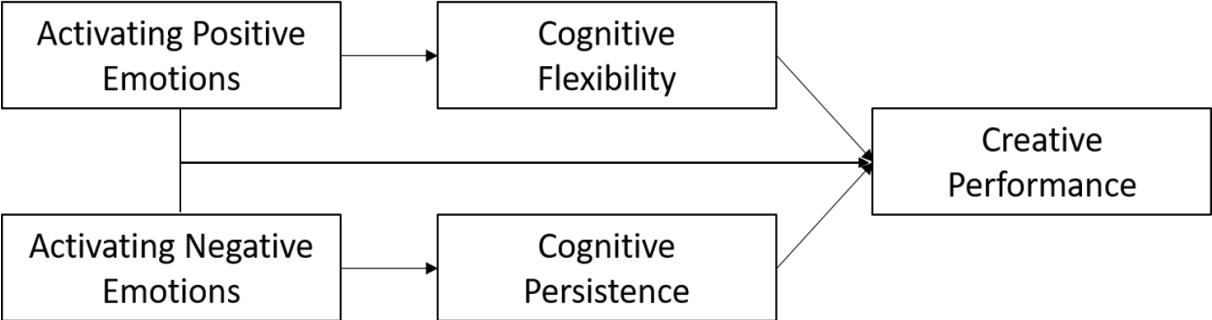 Activating Positive
Emotions
Cognitive
Flexibility
Creative
Performance
Activating Negative
Emotions
Cognitive
Persistence